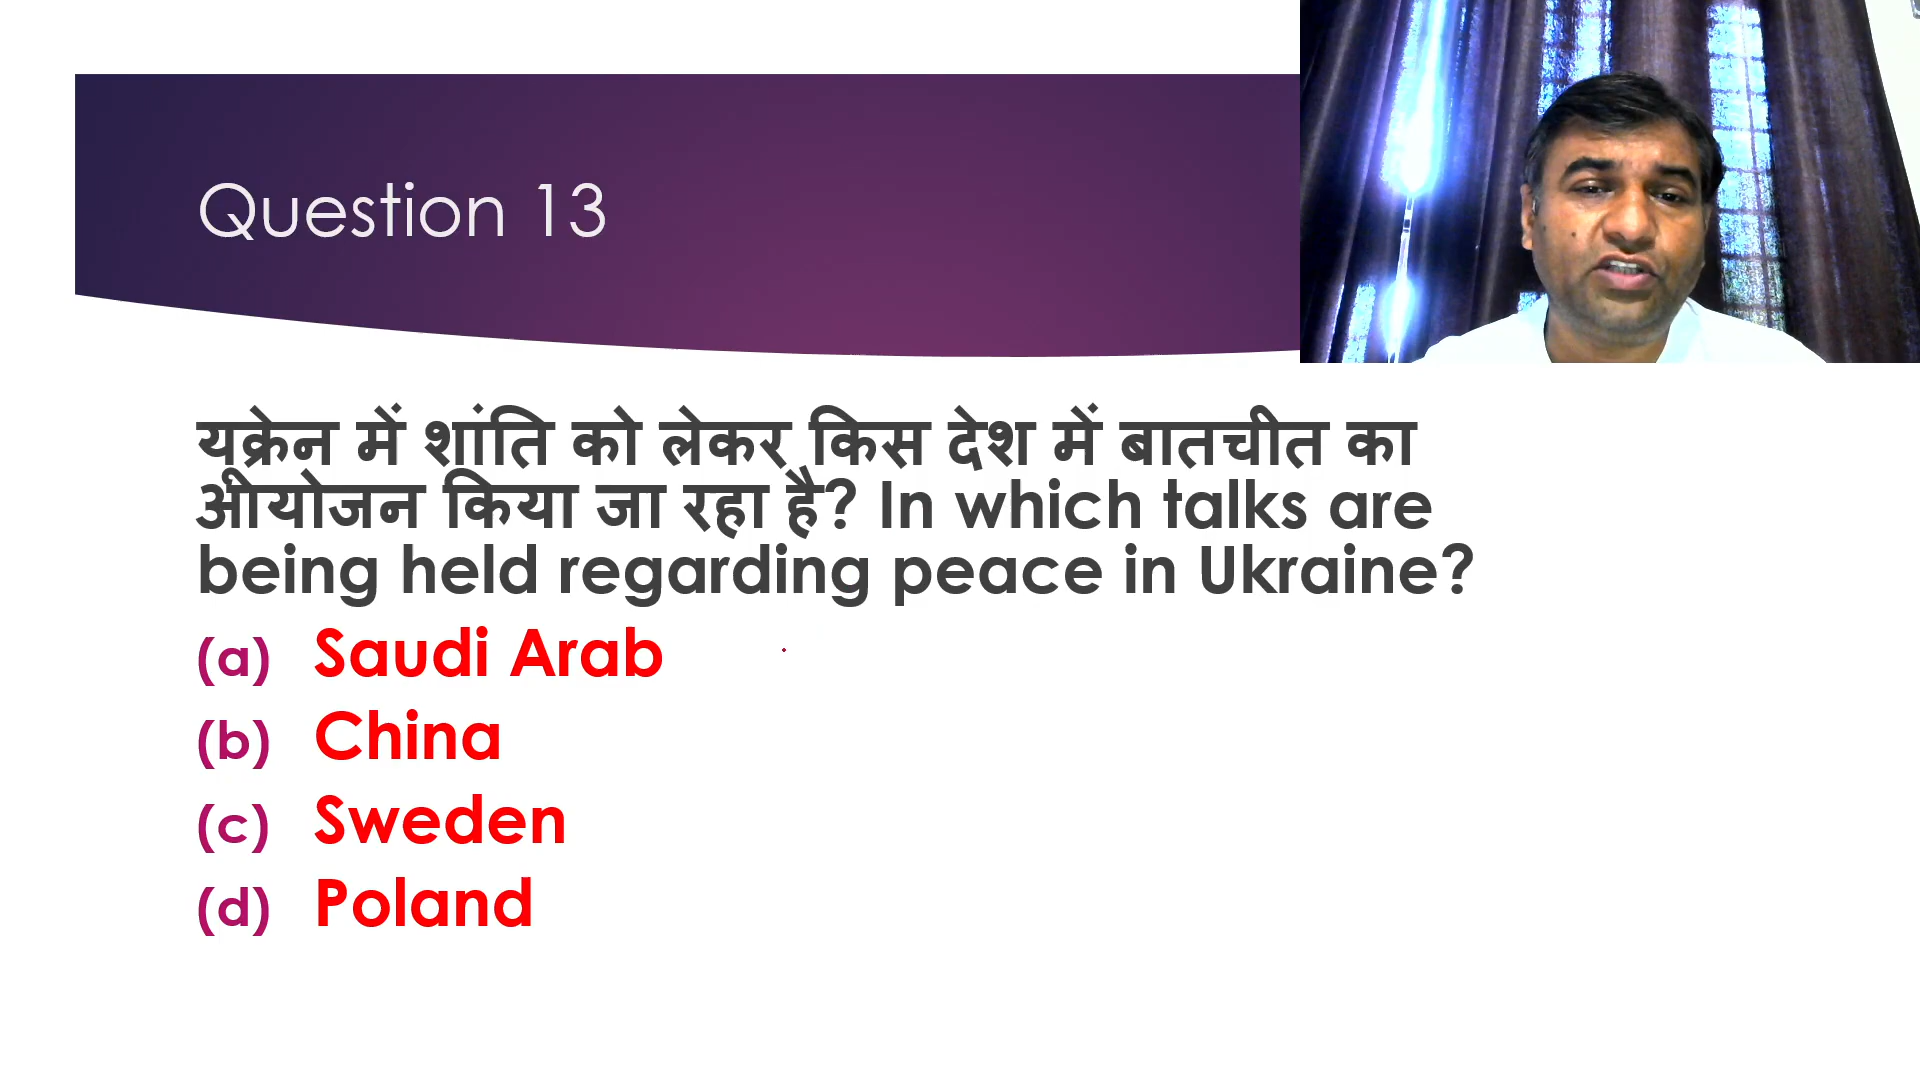 Question 13
यूक्रेन में शांति को लेकर किस देश में बातचीत का
आयोजन किया जा रहा है? In which talks are
being held regarding peace in Ukraine?
(a) Saudi Arab
(b) China
(c) Sweden
(d) Poland